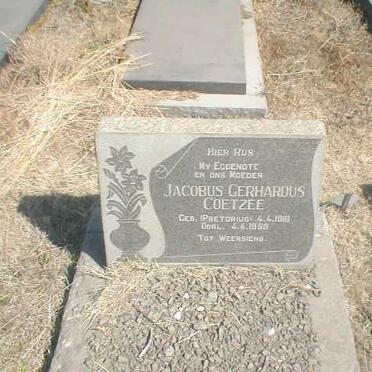 HIER RUS
MY EGGENOTE
EN ONS MOEDER
JACOBUS GERHARDUS
COETZEE
GEB. (PRETORIUS) 4.4.1918
OORL. 4.4.1959
TOT WEERSIENS.